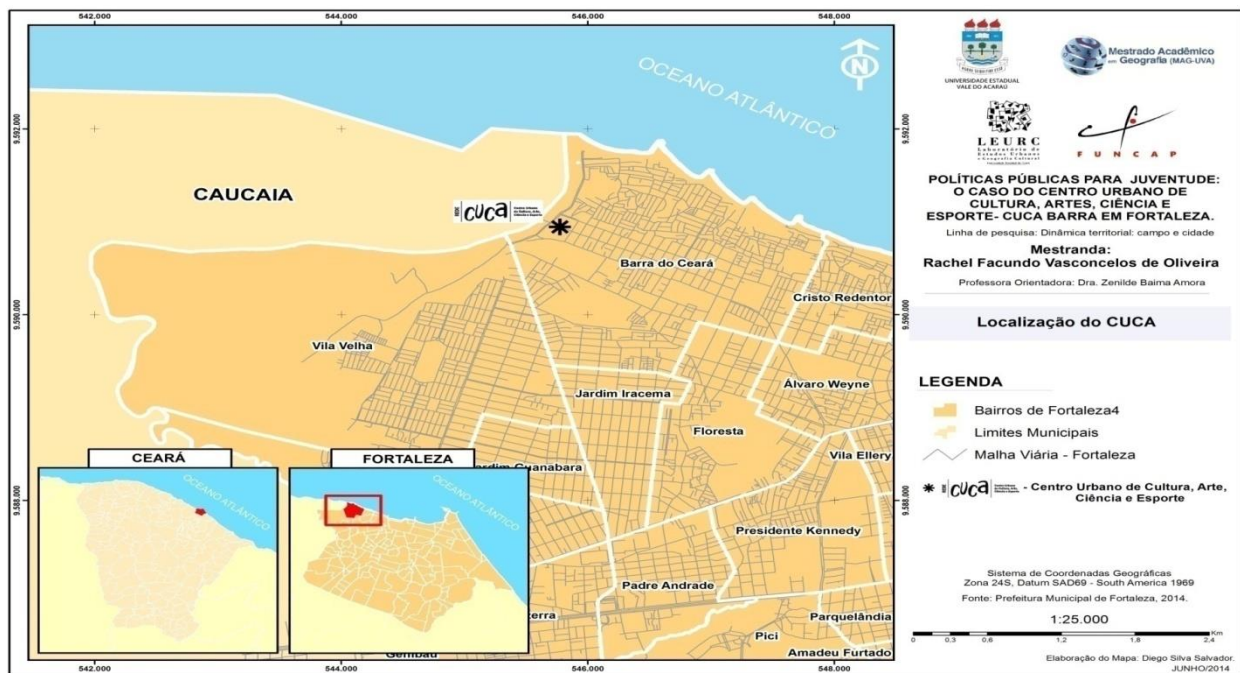 542.000
544.000
546.000
548.000
9.592.000
9.590.000
9.588.000
N
OCEANO ATLÂNTICO
CAUCAIA
REDE CUCA
Barra do Ceará
Cristo Redentor
Vila Velha
Álvaro Weyne
Jardim Iracema
Floresta
Vila Ellery
Presidente Kennedy
Padre Andrade
Parquelândia
Pici
Amadeu Furtado
CEARÁ
OCEANO ATLÂNTICO
FORTALEZA
OCEANO ATLÂNTICO
9.592.000
9.590.000
9.588.000
542.000
544.000
546.000
548.000
UNIVERSIDADE ESTADUAL
VALE DO ACARAÚ
Mestrado Acadêmico
em Geografia (MAG-UVA)
LEURC
Laboratório de
Estudos Urbanos
e Geografia Cultural
FUNCAP
POLÍTICAS PÚBLICAS PARA JUVENTUDE:
O CASO DO CENTRO URBANO DE
CULTURA, ARTES, CIÊNCIA E
ESPORTE- CUCA BARRA EM FORTALEZA.
Linha de pesquisa: Dinâmica territorial: campo e cidade
Mestranda:
Rachel Facundo Vasconcelos de Oliveira
Professora Orientadora: Dra. Zenilde Baima Amora
Localização do CUCA
LEGENDA
Bairros de Fortaleza4
Limites Municipais
Malha Viária - Fortaleza
REDE CUCA - Centro Urbano de Cultura, Arte,
Ciência e Esporte
Sistema de Coordenadas Geográficas
Zona 24S, Datum SAD69 - South America 1969
Fonte: Prefeitura Municipal de Fortaleza, 2014.
1:25.000
0 0.3 0.6 1.2 1.8 2.4 Km
Elaboração do Mapa: Diego Silva Salvador.
JUNHO/2014